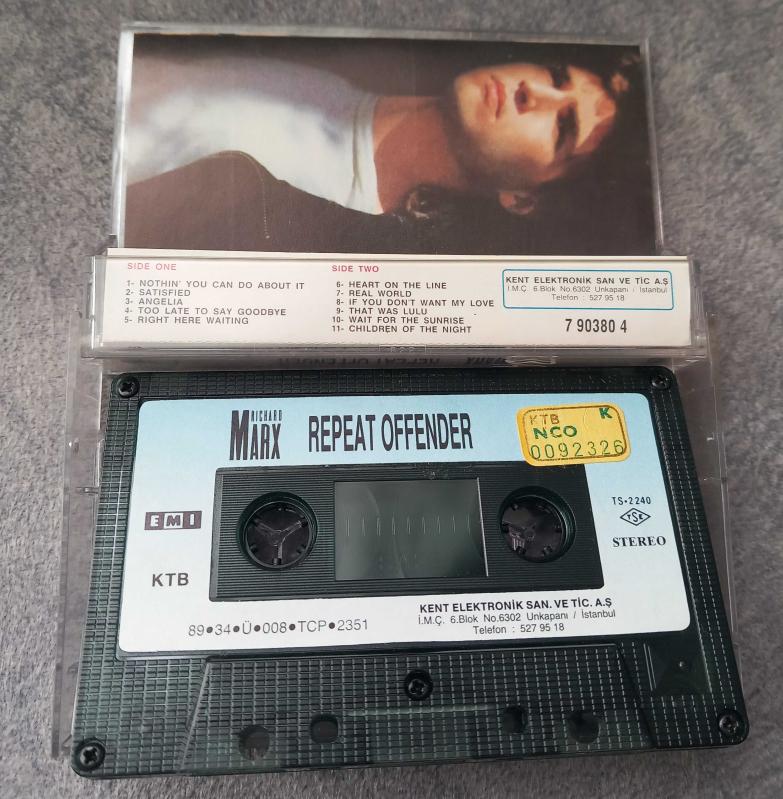 SIDE ONE
1- NOTHIN' YOU CAN DO ABOUT IT
2- SATISFIED
3- ANGELIA
4- TOO LATE TO SAY GOODBYE
5- RIGHT HERE WAITING
SIDE TWO
6- HEART ON THE LINE
7- REAL WORLD
8- IF YOU DON'T WANT MY LOVE
9- THAT WAS LULU
10- WAIT FOR THE SUNRISE
11- CHILDREN OF THE NIGHT
KENT ELEKTRONİK SAN VE TİC A.Ş
İ.M.Ç. 6.Blok No.6302 Unkapanı / İstanbul
Telefon : 527 95 18
7 90380 4
RICHARD
MARX
REPEAT OFFENDER
KTB K
NCO
0092326
EMI
KTB
TS•2240
TSE
STEREO
89•34•Ü•008•TCP•2351
KENT ELEKTRONİK SAN. VE TİC. A.Ş
İ.M.Ç. 6.Blok No.6302 Unkapanı / İstanbul
Telefon : 527 95 18